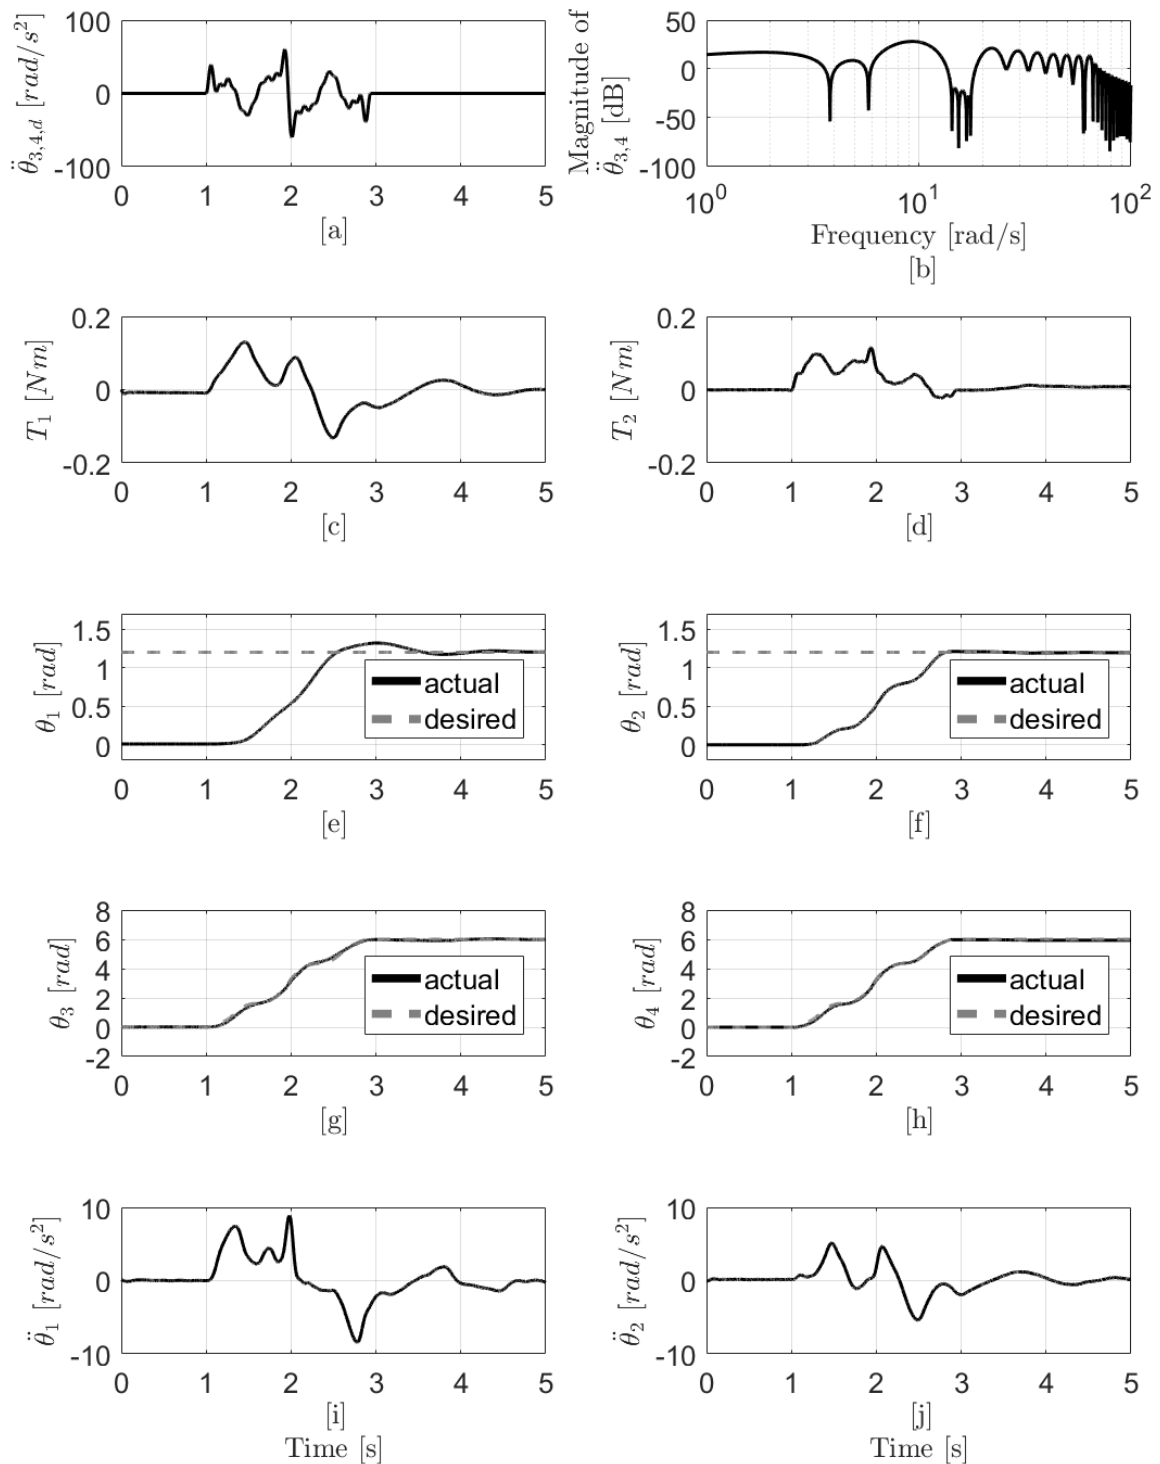 100
0
-100
θ̈₃,₄,d [rad/s²]
0 1 2 3 4 5
[a]
50
0
-50
-100
Magnitude of
θ̈₃,₄ [dB]
10⁰ 10¹ 10²
Frequency [rad/s]
[b]
0.2
0
-0.2
T₁ [Nm]
0 1 2 3 4 5
[c]
0.2
0
-0.2
T₂ [Nm]
0 1 2 3 4 5
[d]
1.5
1
0.5
0
θ₁ [rad]
actual
desired
0 1 2 3 4 5
[e]
1.5
1
0.5
0
θ₂ [rad]
actual
desired
0 1 2 3 4 5
[f]
8
6
4
2
0
-2
θ₃ [rad]
actual
desired
0 1 2 3 4 5
[g]
8
6
4
2
0
-2
θ₄ [rad]
actual
desired
0 1 2 3 4 5
[h]
10
0
-10
θ̈₁ [rad/s²]
0 1 2 3 4 5
[i]
Time [s]
10
0
-10
θ̈₂ [rad/s²]
0 1 2 3 4 5
[j]
Time [s]